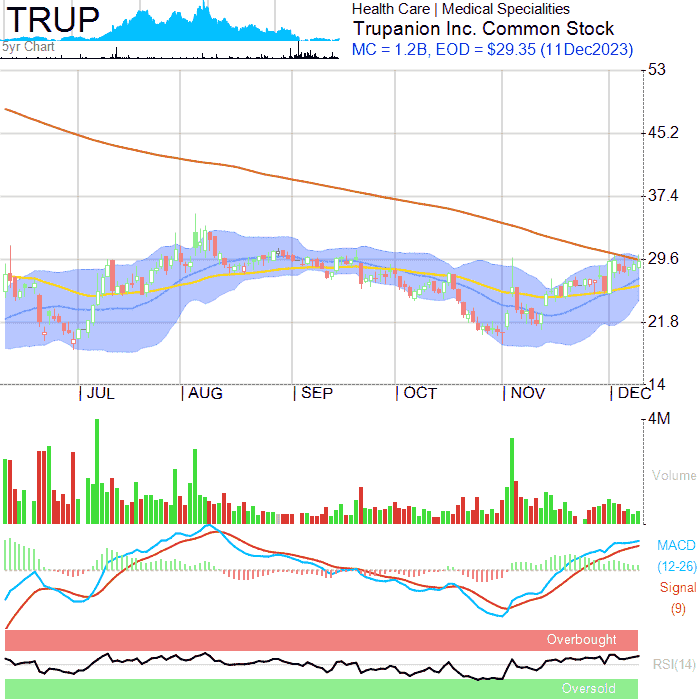 TRUP
5yr Chart
Health Care | Medical Specialities
Trupanion Inc. Common Stock
MC = 1.2B, EOD = $29.35 (11Dec2023)
53
45.2
37.4
29.6
21.8
14
| JUL | AUG | SEP | OCT | NOV | DEC
4M
Volume
MACD
(12-26)
Signal
(9)
Overbought
RSI(14)
Oversold